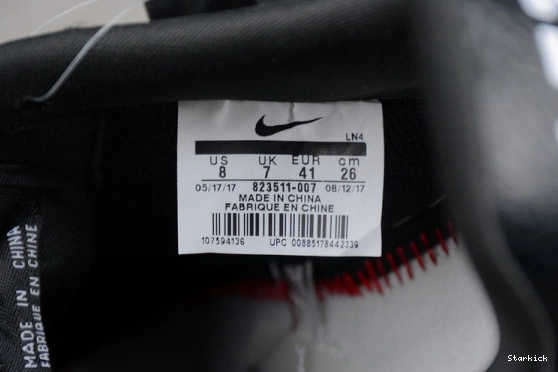 LN4
US UK EUR cm
8 7 41 26
05/17/17 823511-007 08/12/17
MADE IN CHINA
FABRIQUE EN CHINE
107594136 UPC 00885178442339
MADE IN CHINA
FABRIQUE EN CHINE
Starkick